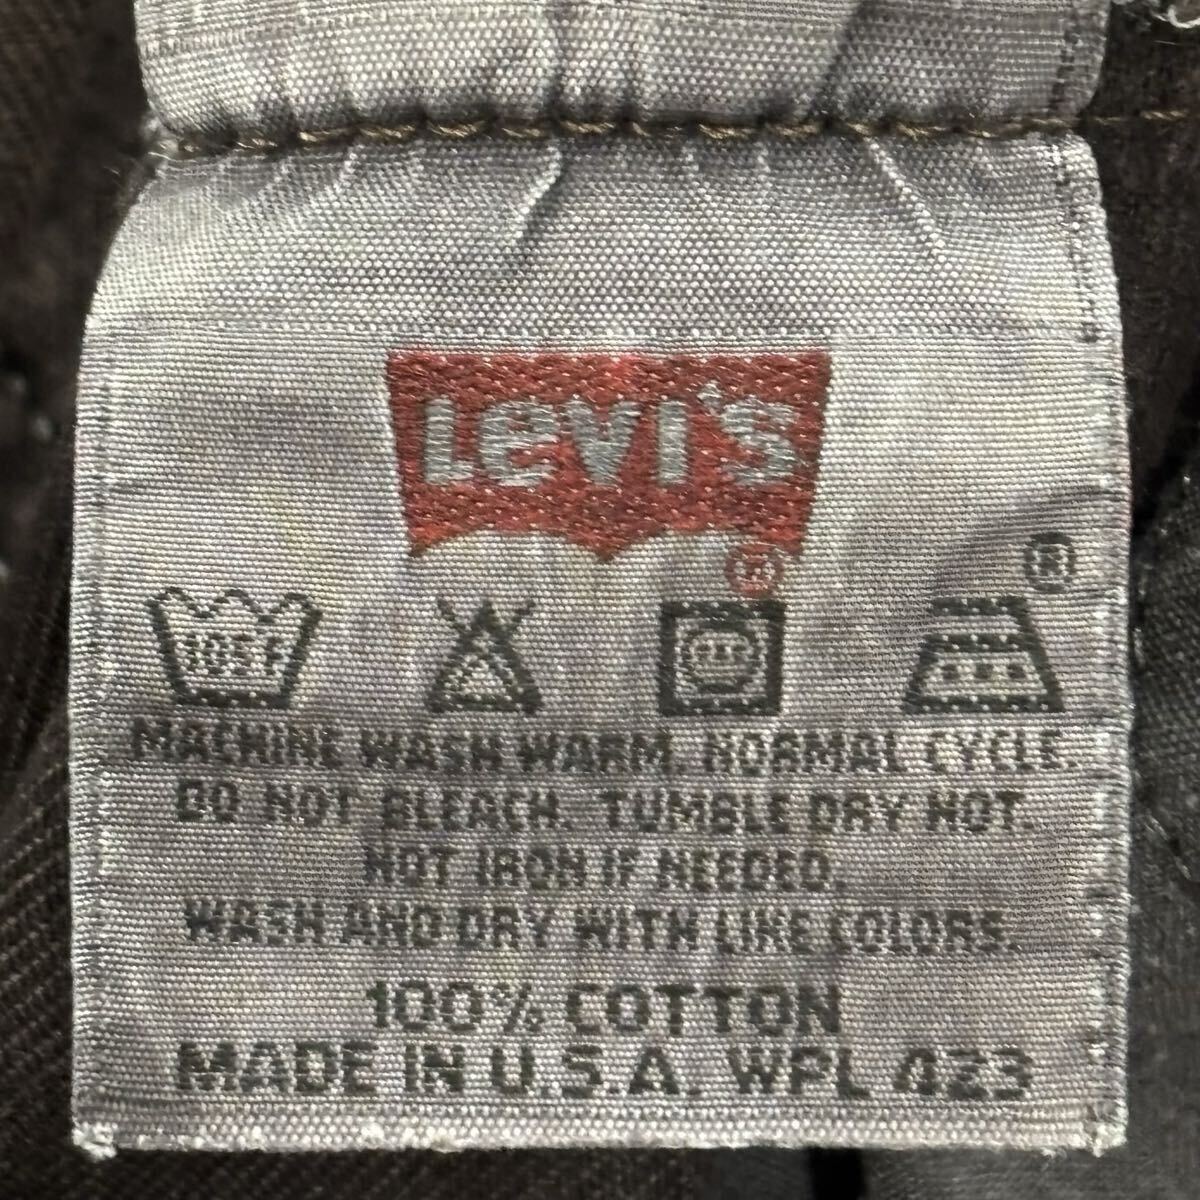 Levi's
®
®
105°F
MACHINE WASH WARM. NORMAL CYCLE.
DO NOT BLEACH. TUMBLE DRY HOT.
HOT IRON IF NEEDED.
WASH AND DRY WITH LIKE COLORS.
100% COTTON
MADE IN U.S.A. WPL 423